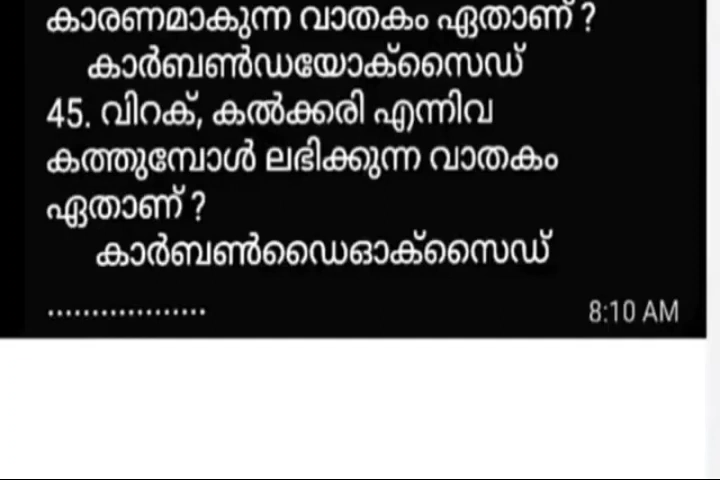 കാരണമാകുന്ന വാതകം ഏതാണ് ?
കാർബൺഡയോക്സൈഡ്
45. വിറക്, കൽക്കരി എന്നിവ
കത്തുമ്പോൾ ലഭിക്കുന്ന വാതകം
ഏതാണ് ?
കാർബൺഡൈഓക്സൈഡ്
..................
8:10 AM